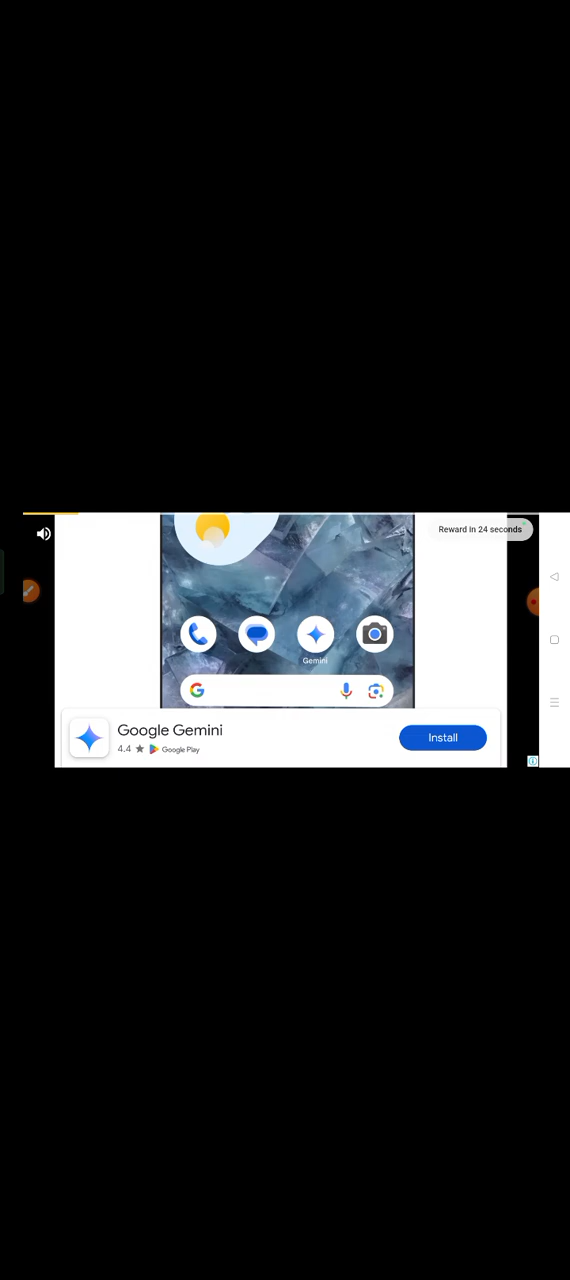 Reward in 24 seconds
Gemini
Google Gemini
4.4 ★ Google Play
Install